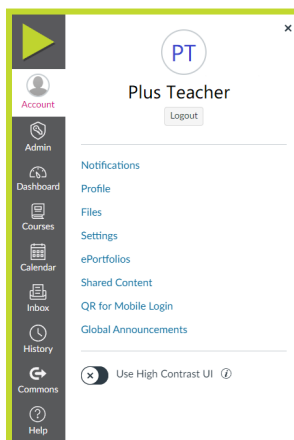 Account
Admin
Dashboard
Courses
Calendar
Inbox
History
Commons
Help
PT
Plus Teacher
Logout
Notifications
Profile
Files
Settings
ePortfolios
Shared Content
QR for Mobile Login
Global Announcements
Use High Contrast UI